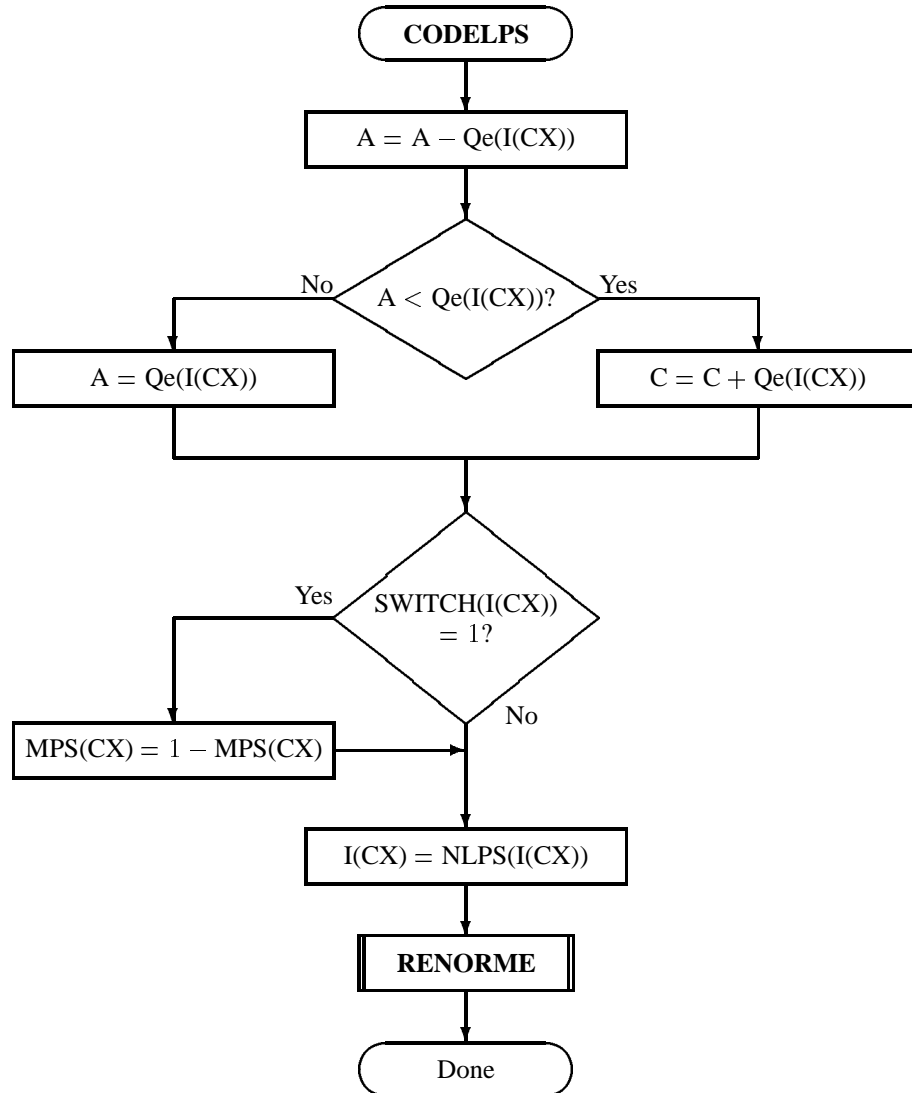 CODELPS
A = A − Qe(I(CX))
No
A < Qe(I(CX))?
Yes
A = Qe(I(CX))
C = C + Qe(I(CX))
Yes
SWITCH(I(CX))
= 1?
No
MPS(CX) = 1 − MPS(CX)
I(CX) = NLPS(I(CX))
RENORME
Done